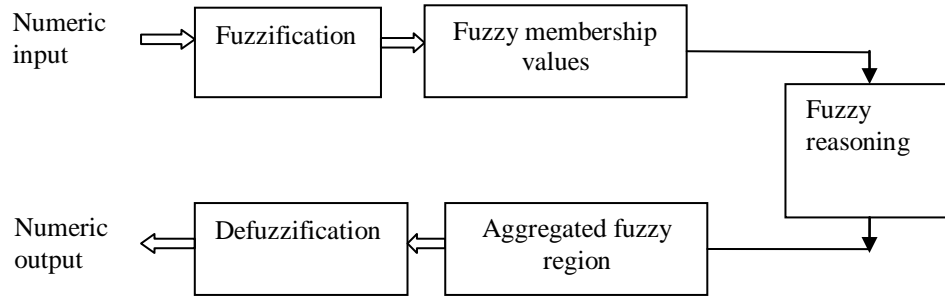 Numeric
input
Fuzzification
Fuzzy membership
values
Fuzzy
reasoning
Numeric
output
Defuzzification
Aggregated fuzzy
region